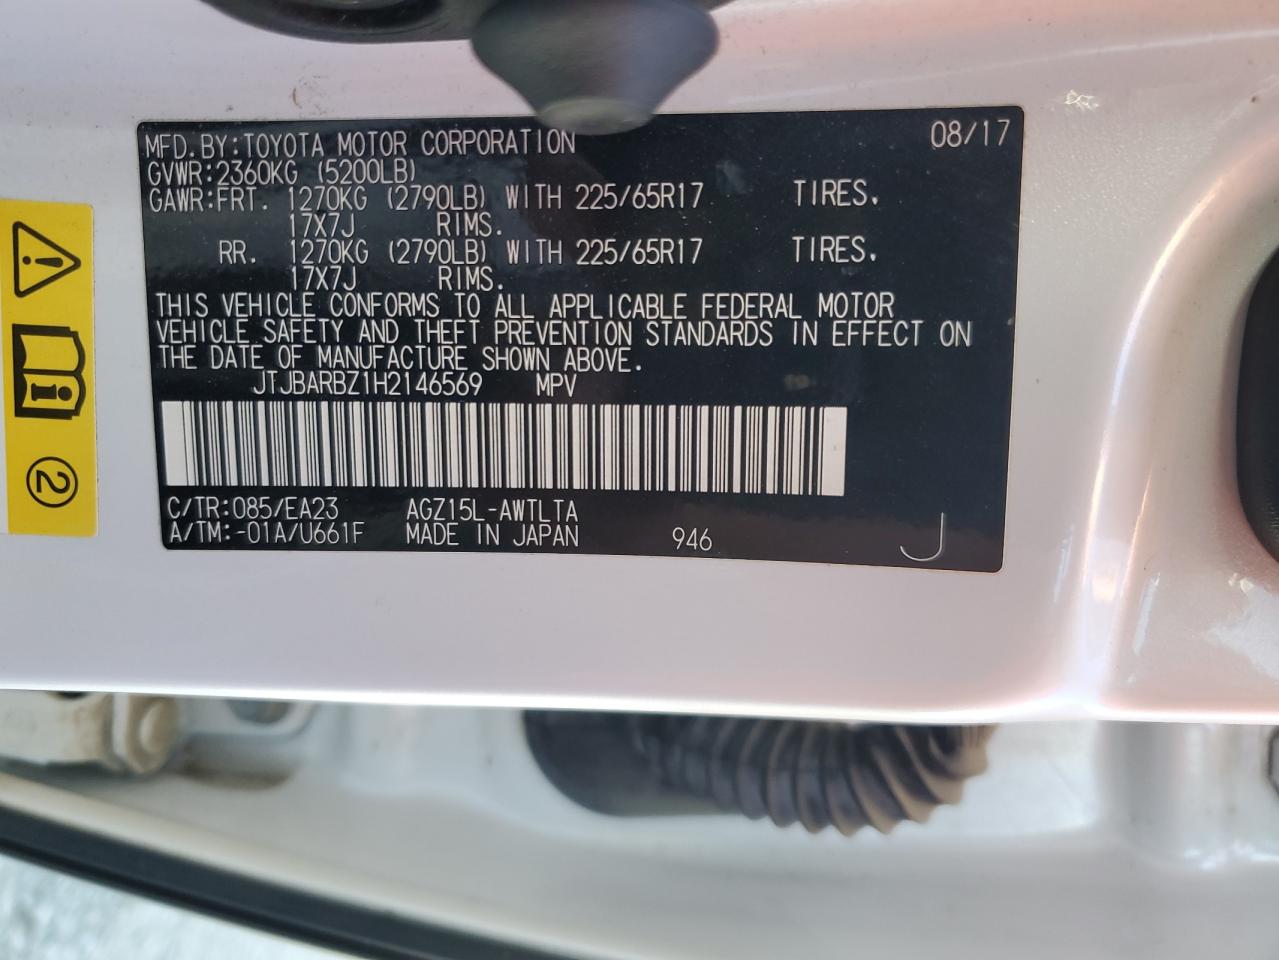 MFD.BY:TOYOTA MOTOR CORPORATION 08/17
GVWR:2360KG (5200LB)
GAWR:FRT. 1270KG (2790LB) WITH 225/65R17 TIRES.
17X7J RIMS.
RR. 1270KG (2790LB) WITH 225/65R17 TIRES.
17X7J RIMS.
THIS VEHICLE CONFORMS TO ALL APPLICABLE FEDERAL MOTOR
VEHICLE SAFETY AND THEFT PREVENTION STANDARDS IN EFFECT ON
THE DATE OF MANUFACTURE SHOWN ABOVE.
JTJBARBZ1H2146569 MPV
C/TR:085/EA23 AGZ15L-AWTLTA
A/TM:-01A/U661F MADE IN JAPAN 946 J
2